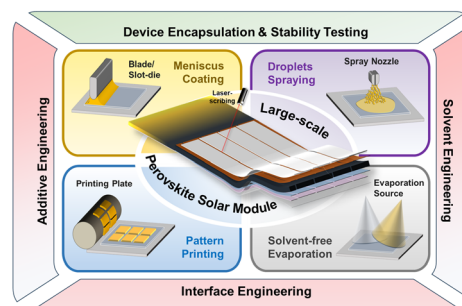 Device Encapsulation & Stability Testing
Blade/
Slot-die
Meniscus
Coating
Droplets
Spraying
Spray Nozzle
Laser-
scribing
Large-scale
Additive Engineering
Solvent Engineering
Perovskite Solar Module
Printing Plate
Evaporation
Source
Pattern
Printing
Solvent-free
Evaporation
Interface Engineering